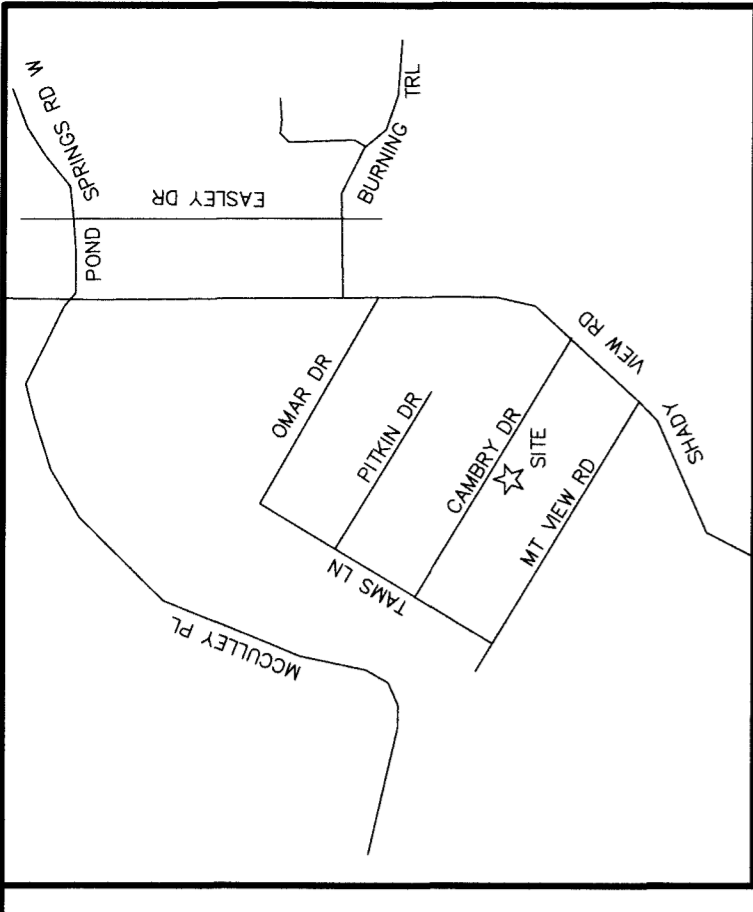 SPRINGS RD W
POND
EASLEY DR
BURNING
TRL
OMAR DR
PITKIN DR
CAMBRY DR
SITE
VIEW RD
SHADY
MT VIEW RD
TAMS LN
MCCULLEY PL